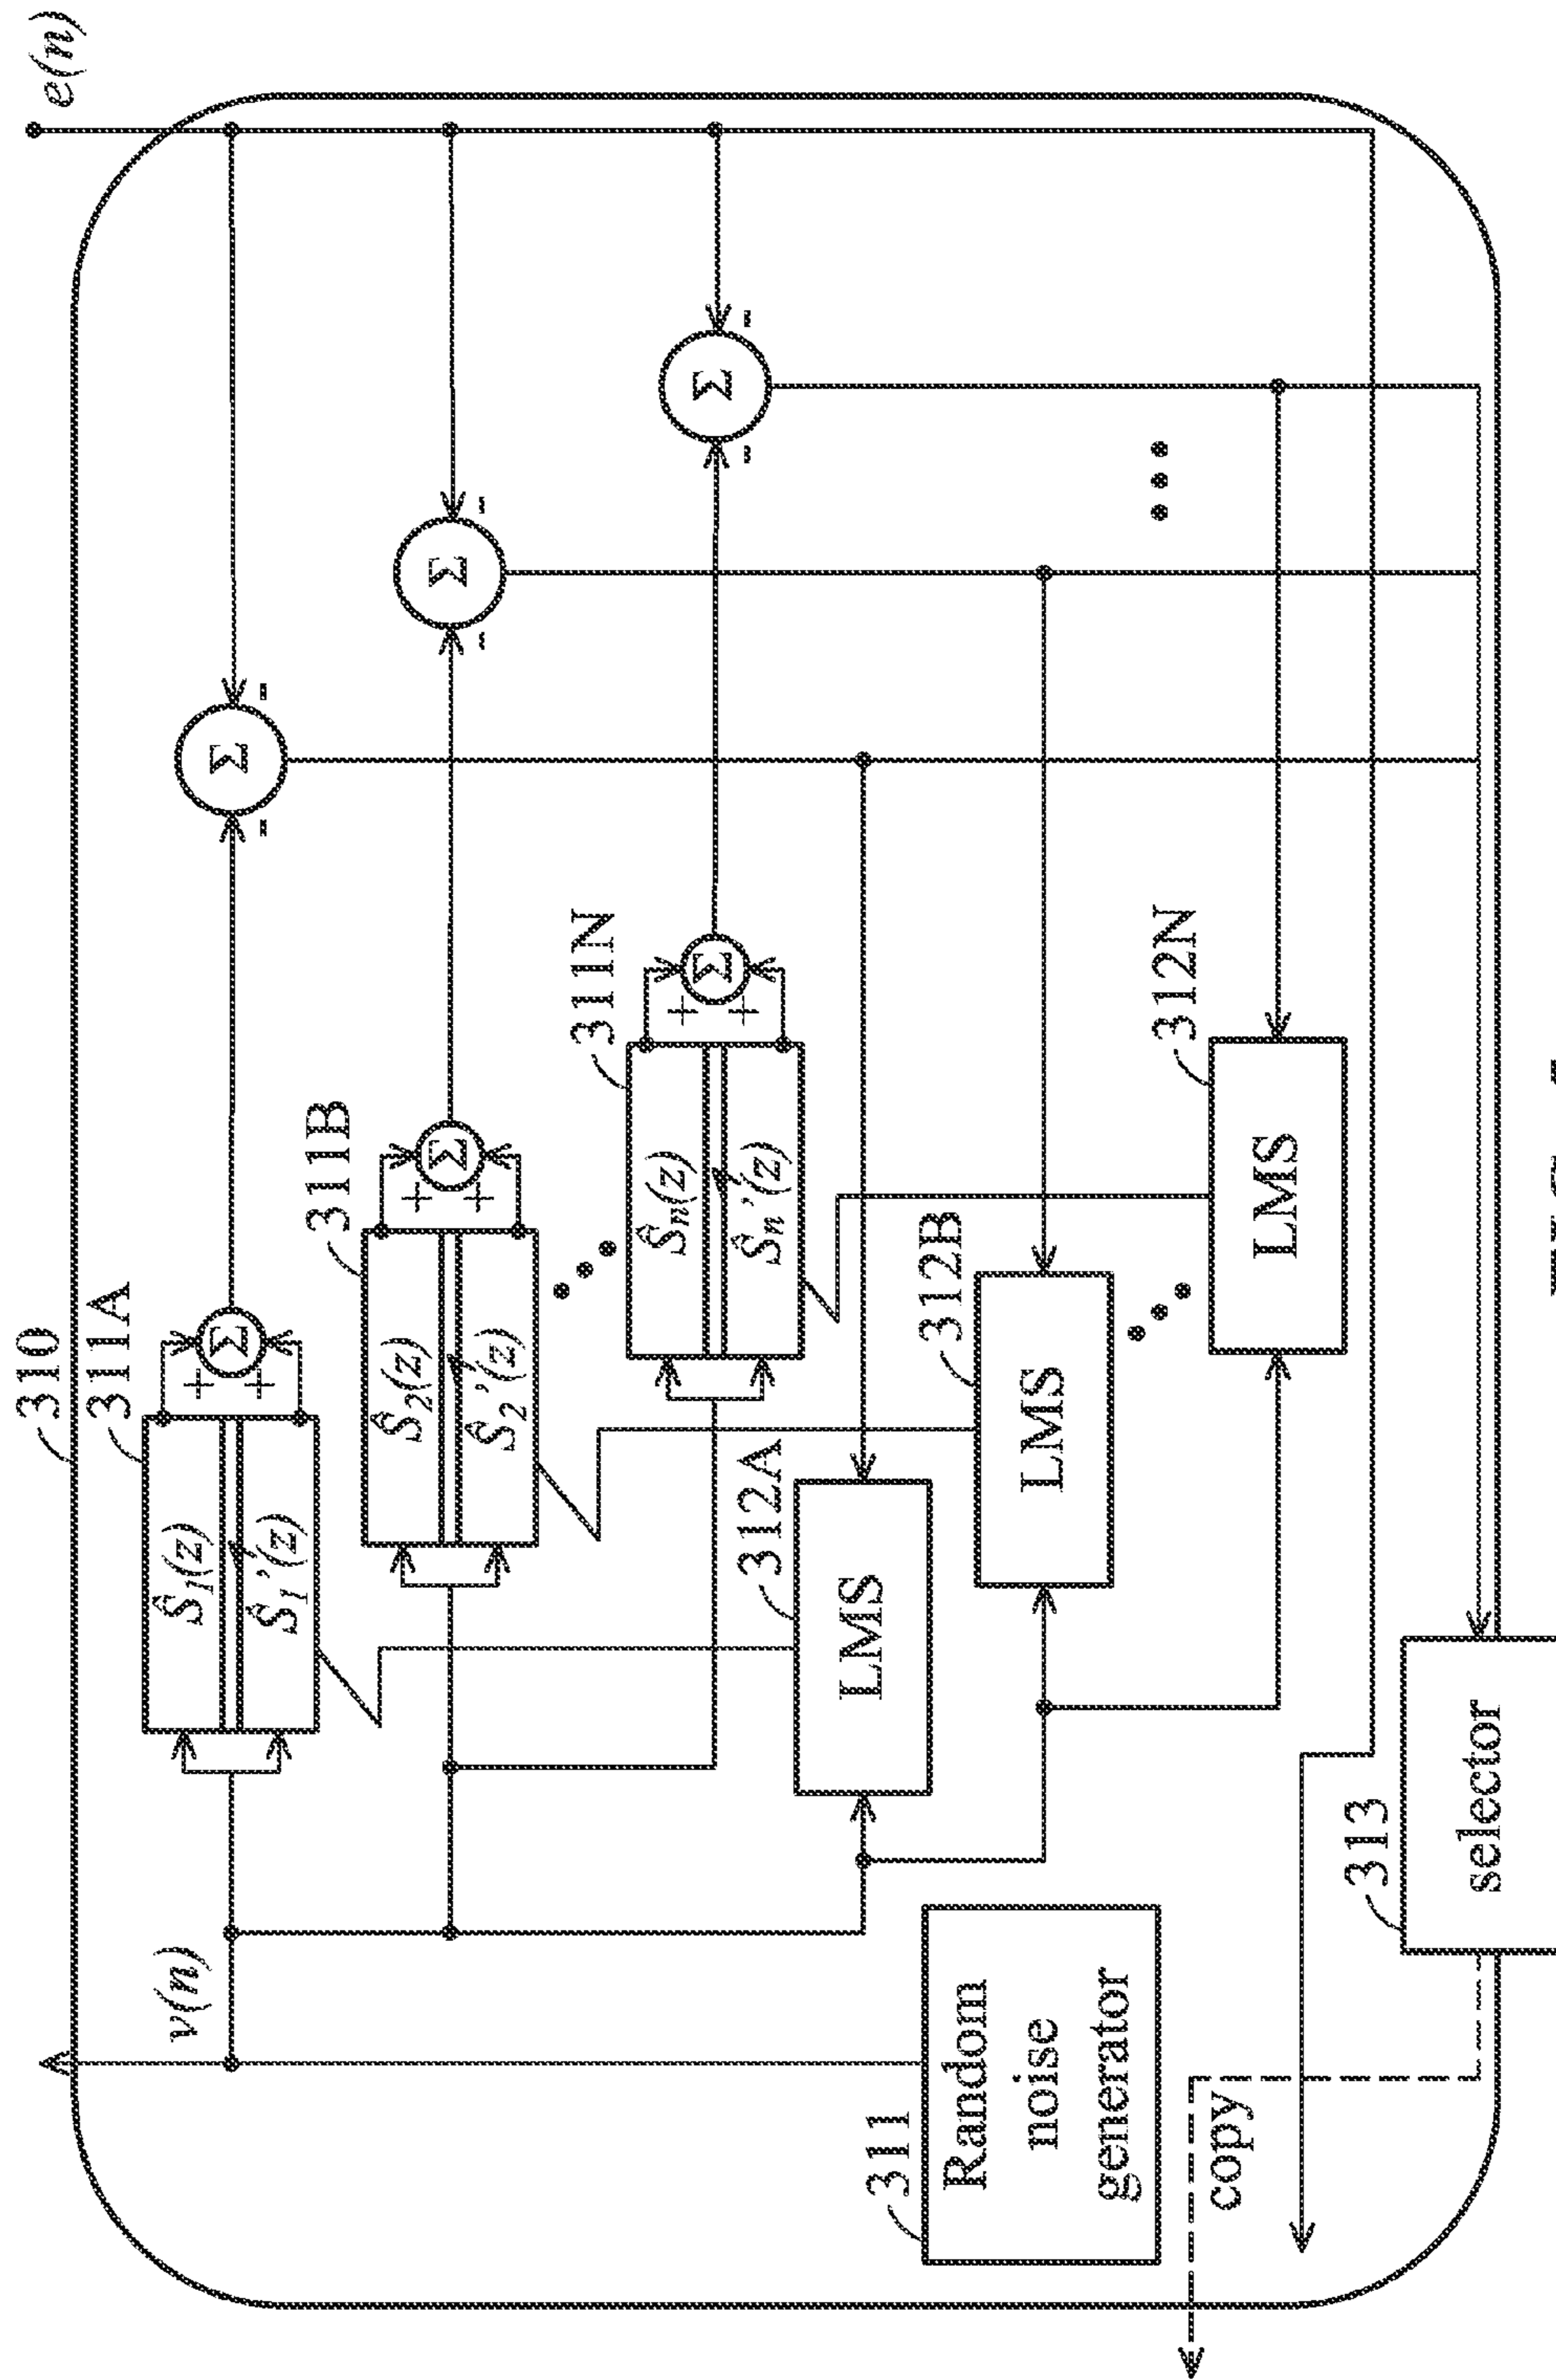 310
311A
Ŝ1(z)
Ŝ1'(z)
+
+
Σ
Σ
-
-
e(n)
v(n)
311B
Ŝ2(z)
Ŝ2'(z)
+
+
Σ
Σ
-
-
311N
Ŝn(z)
Ŝn'(z)
+
+
Σ
Σ
-
-
312A
LMS
312B
LMS
312N
LMS
311
Random
noise
generator
copy
313
selector